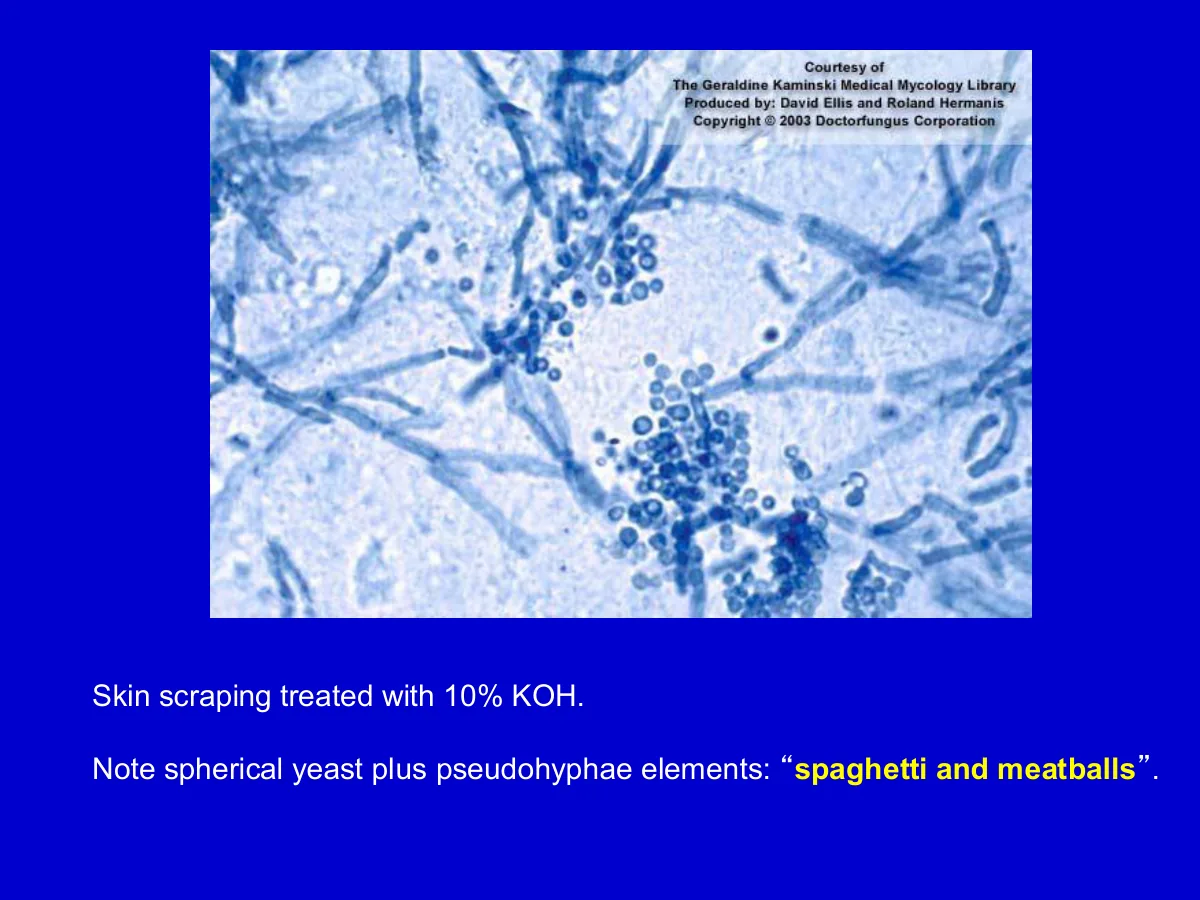 Courtesy of
The Geraldine Kaminski Medical Mycology Library
Produced by: David Ellis and Roland Hermanis
Copyright © 2003 Doctorfungus Corporation
Skin scraping treated with 10% KOH.
Note spherical yeast plus pseudohyphae elements: “spaghetti and meatballs”.